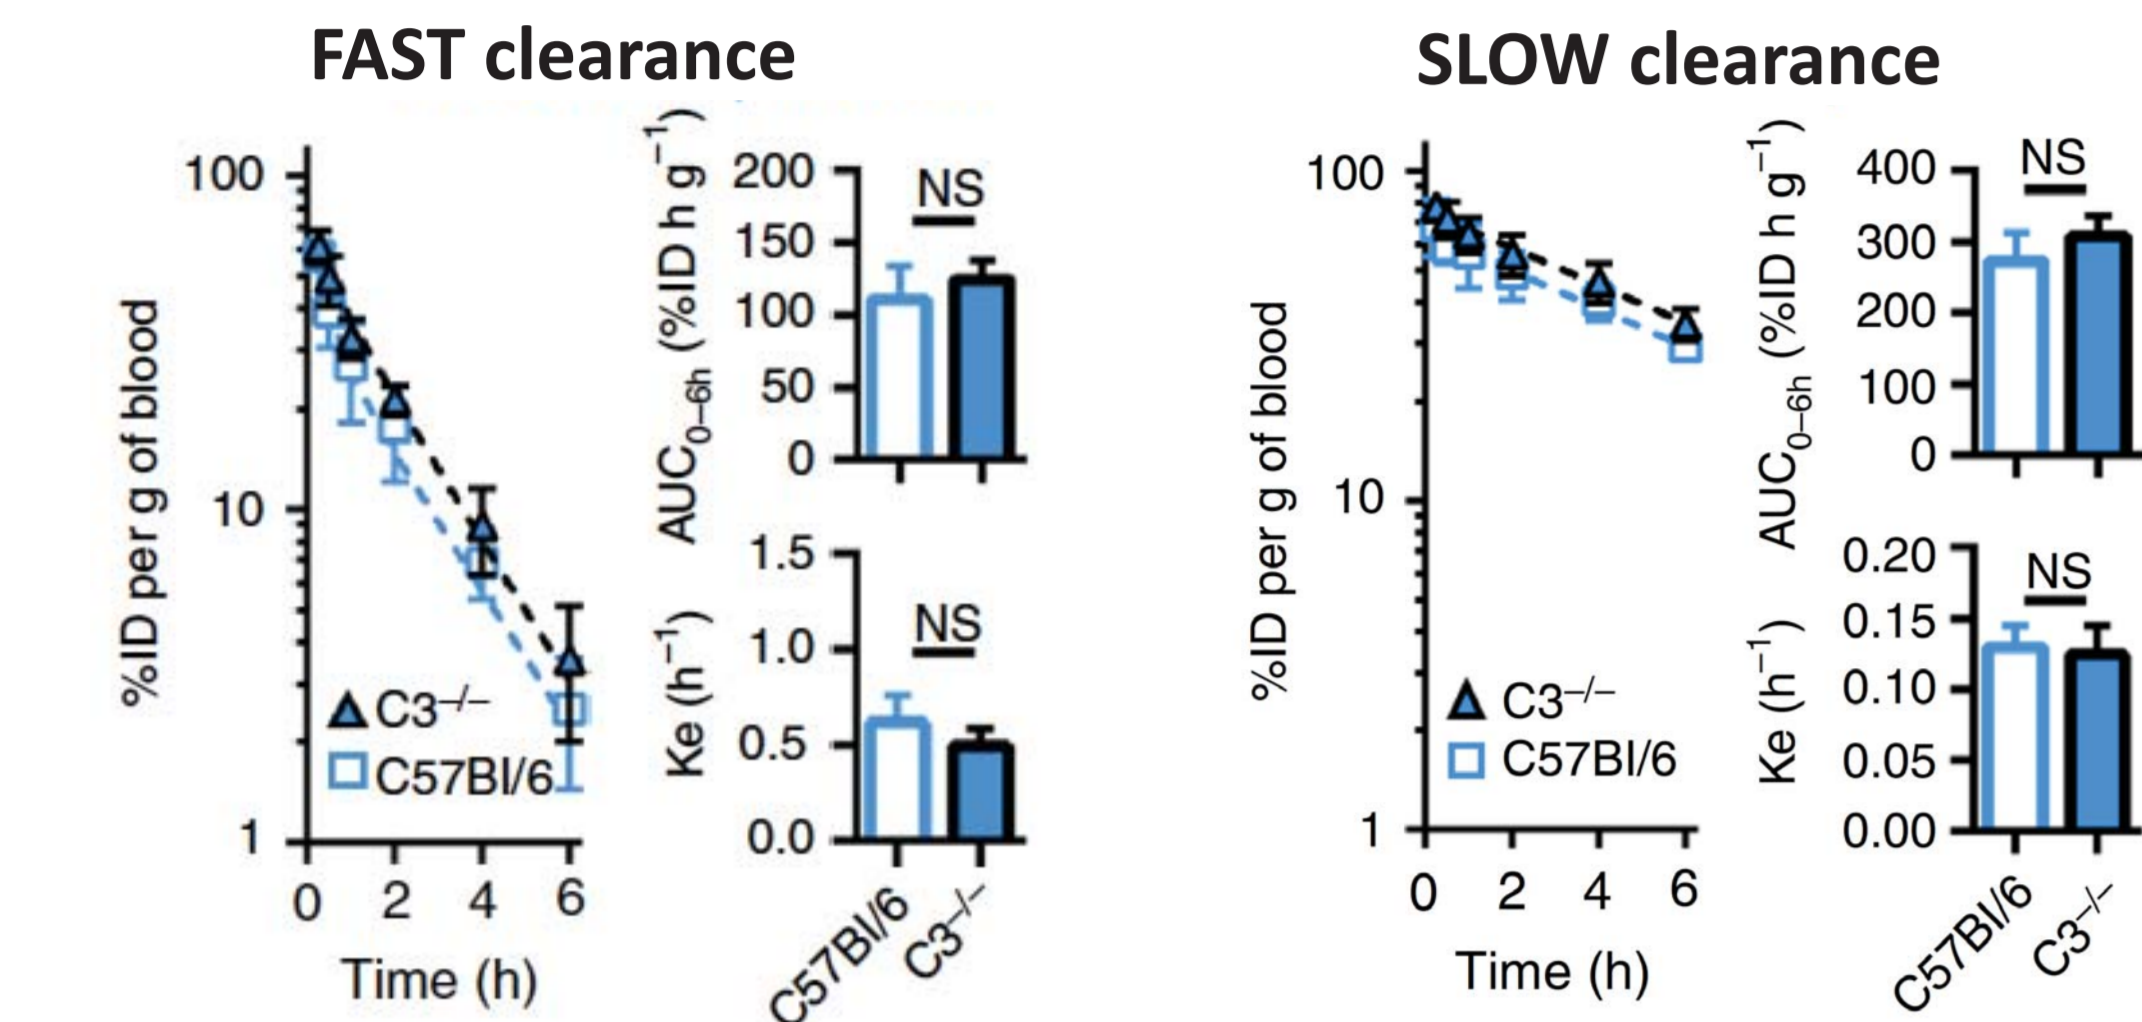 FAST clearance
%ID per g of blood
100
10
1
C3–/–
C57Bl/6
0 2 4 6
Time (h)
AUC0–6h (%ID h g–1)
200
150
100
50
0
NS
Ke (h–1)
1.5
1.0
0.5
0.0
NS
C57Bl/6
C3–/–
SLOW clearance
%ID per g of blood
100
10
1
C3–/–
C57Bl/6
0 2 4 6
Time (h)
AUC0–6h (%ID h g–1)
400
300
200
100
0
NS
Ke (h–1)
0.20
0.15
0.10
0.05
0.00
NS
C57Bl/6
C3–/–